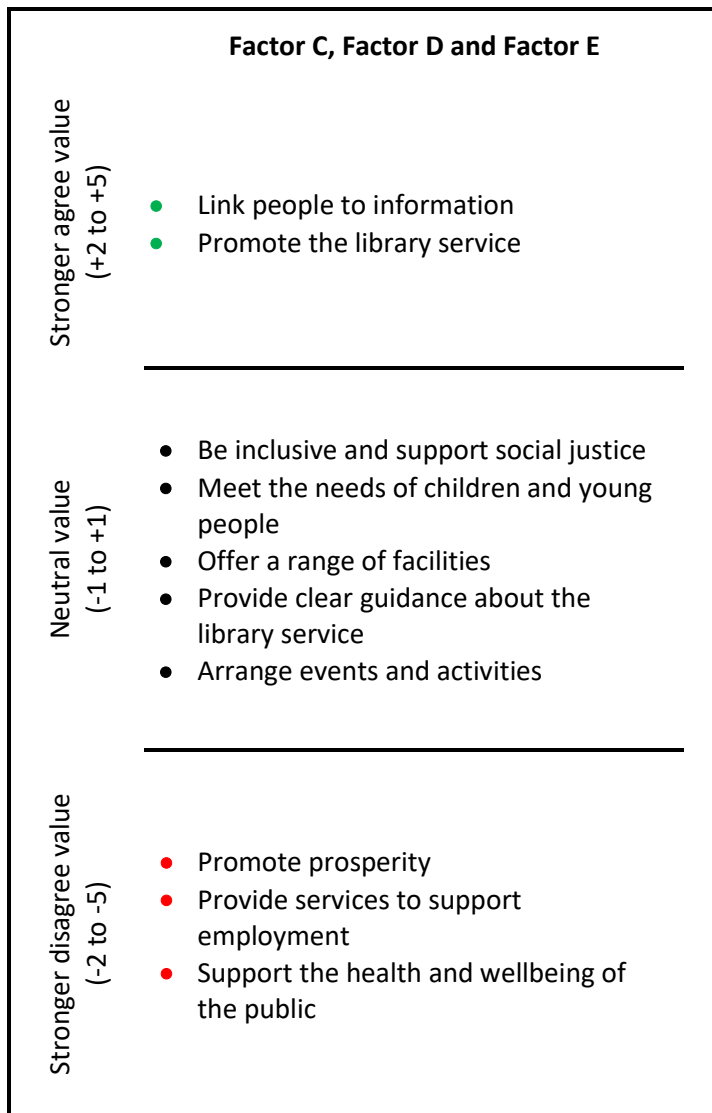 Factor C, Factor D and Factor E
Stronger agree value
(+2 to +5)
● Link people to information
● Promote the library service
Neutral value
(-1 to +1)
● Be inclusive and support social justice
● Meet the needs of children and young
people
● Offer a range of facilities
● Provide clear guidance about the
library service
● Arrange events and activities
Stronger disagree value
(-2 to -5)
● Promote prosperity
● Provide services to support
employment
● Support the health and wellbeing of
the public